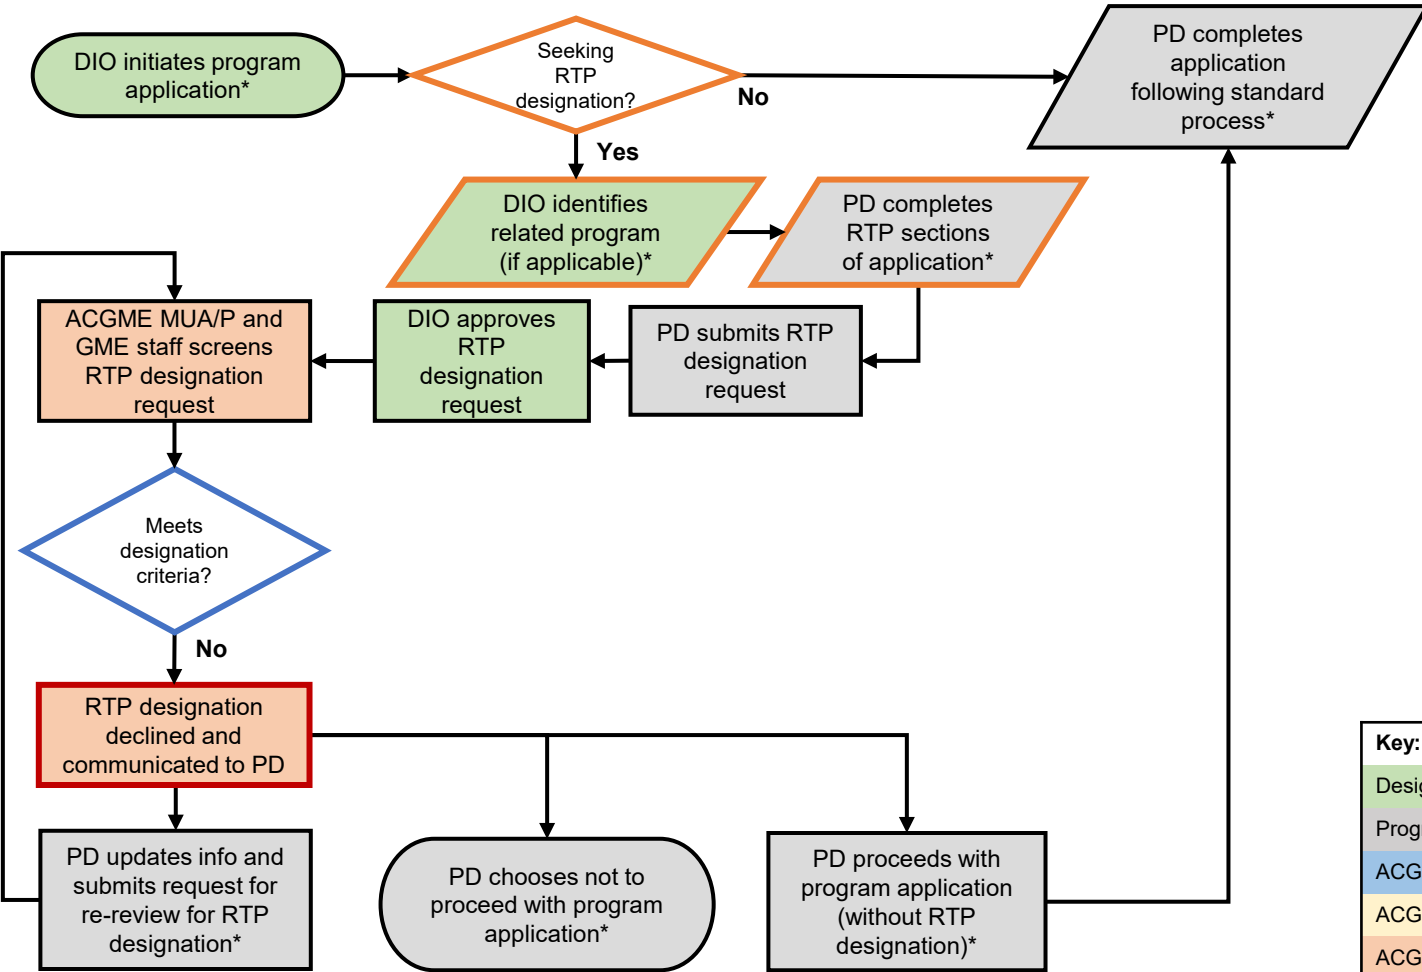 DIO initiates program
application*
Seeking
RTP
designation?
No
PD completes
application
following standard
process*
Yes
DIO identifies
related program
(if applicable)*
PD completes
RTP sections
of application*
ACGME MUA/P and
GME staff screens
RTP designation
request
DIO approves
RTP
designation
request
PD submits RTP
designation
request
Meets
designation
criteria?
No
RTP designation
declined and
communicated to PD
PD updates info and
submits request for
re-review for RTP
designation*
PD chooses not to
proceed with program
application*
PD proceeds with
program application
(without RTP
designation)*
Key: